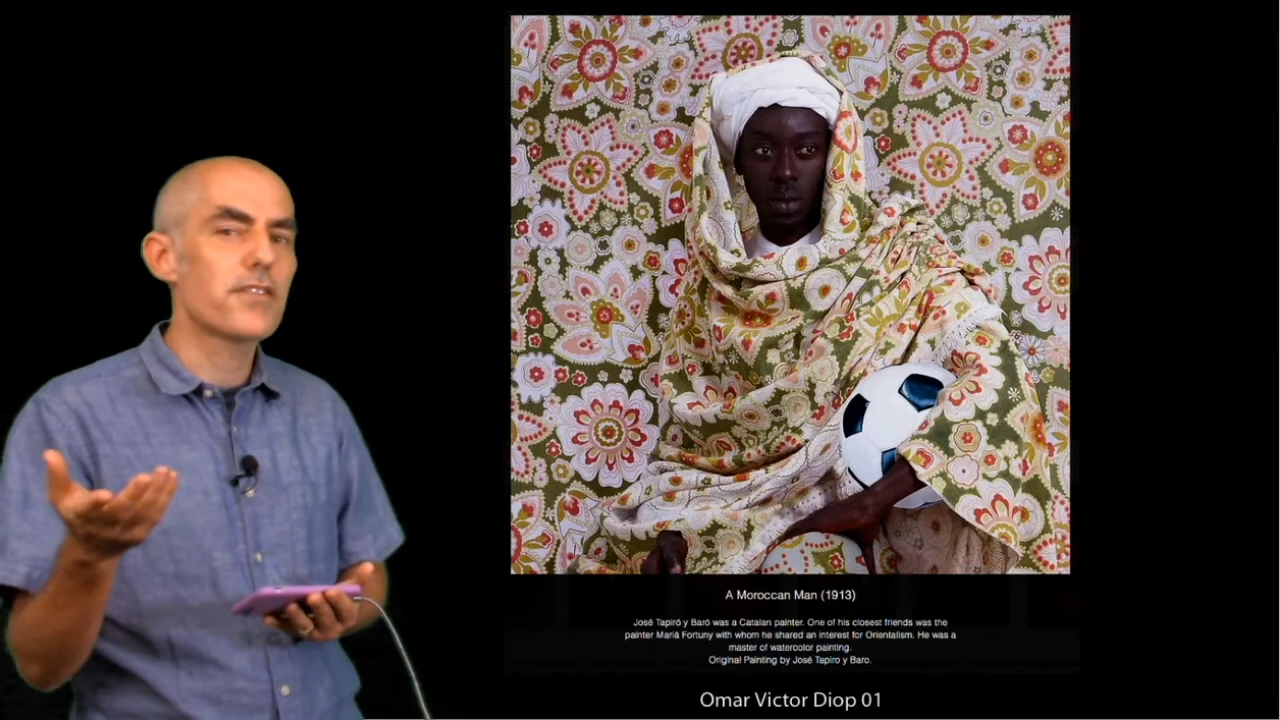 A Moroccan Man (1913)
José Tapiró y Baró was a Catalan painter. One of his closest friends was the
painter Marià Fortuny with whom he shared an interest for Orientalism. He was a
master of watercolor painting.
Original Painting by José Tapiro y Baro.
Omar Victor Diop 01